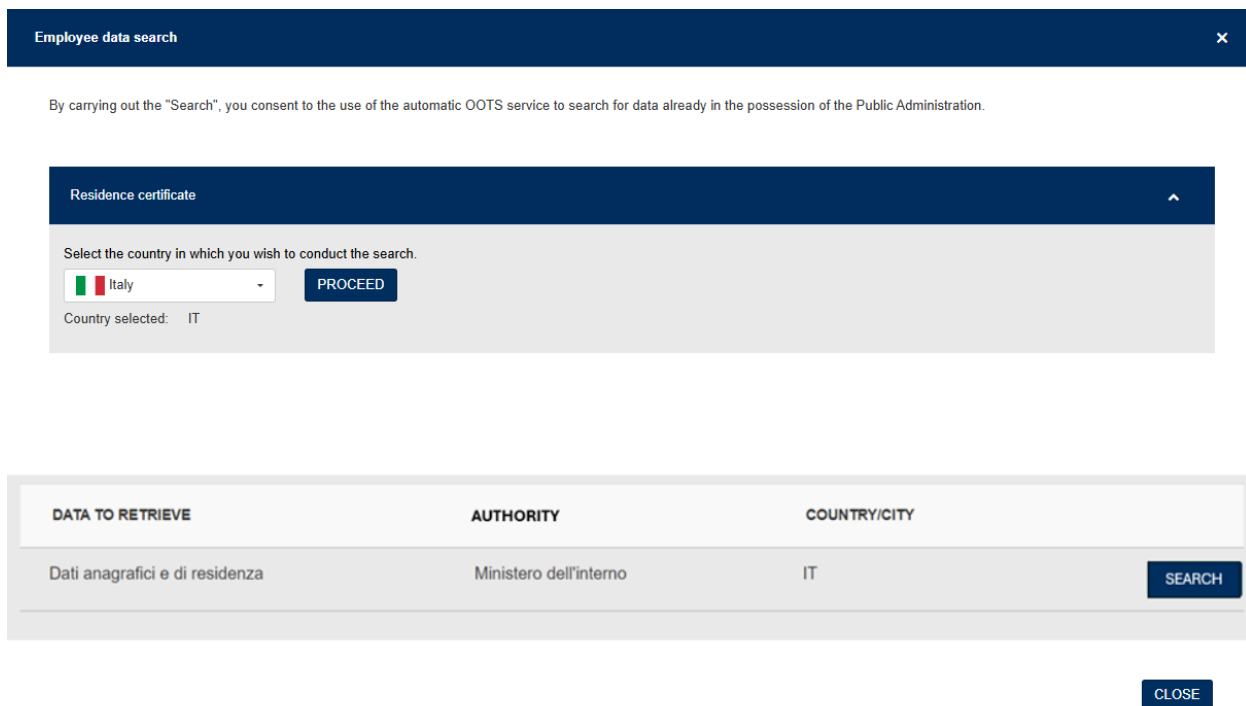 Employee data search ×
By carrying out the "Search", you consent to the use of the automatic OOTS service to search for data already in the possession of the Public Administration.
Residence certificate
Select the country in which you wish to conduct the search.
Italy PROCEED
Country selected: IT
DATA TO RETRIEVE AUTHORITY COUNTRY/CITY
Dati anagrafici e di residenza Ministero dell'interno IT SEARCH
CLOSE